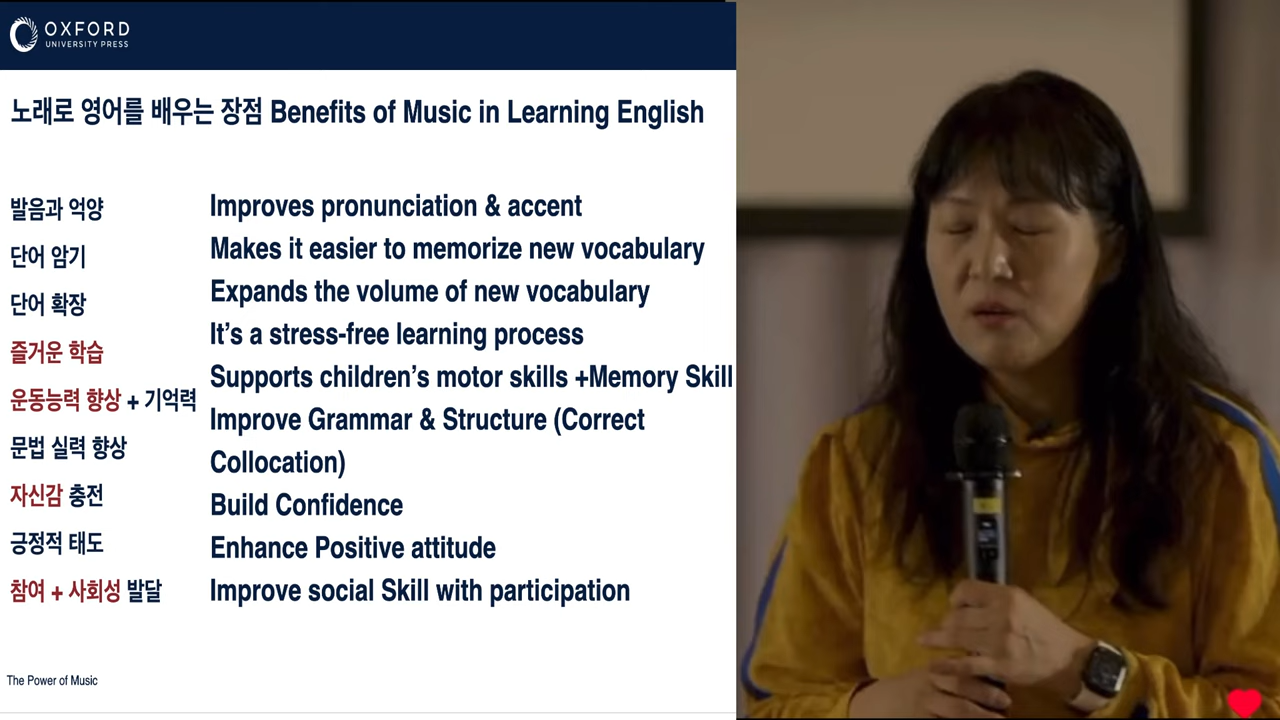 OXFORD
UNIVERSITY PRESS
노래로 영어를 배우는 장점 Benefits of Music in Learning English
발음과 억양
단어 암기
단어 확장
즐거운 학습
운동능력 향상 + 기억력
문법 실력 향상
자신감 충전
긍정적 태도
참여 + 사회성 발달
Improves pronunciation & accent
Makes it easier to memorize new vocabulary
Expands the volume of new vocabulary
It's a stress-free learning process
Supports children's motor skills +Memory Skill
Improve Grammar & Structure (Correct
Collocation)
Build Confidence
Enhance Positive attitude
Improve social Skill with participation
The Power of Music